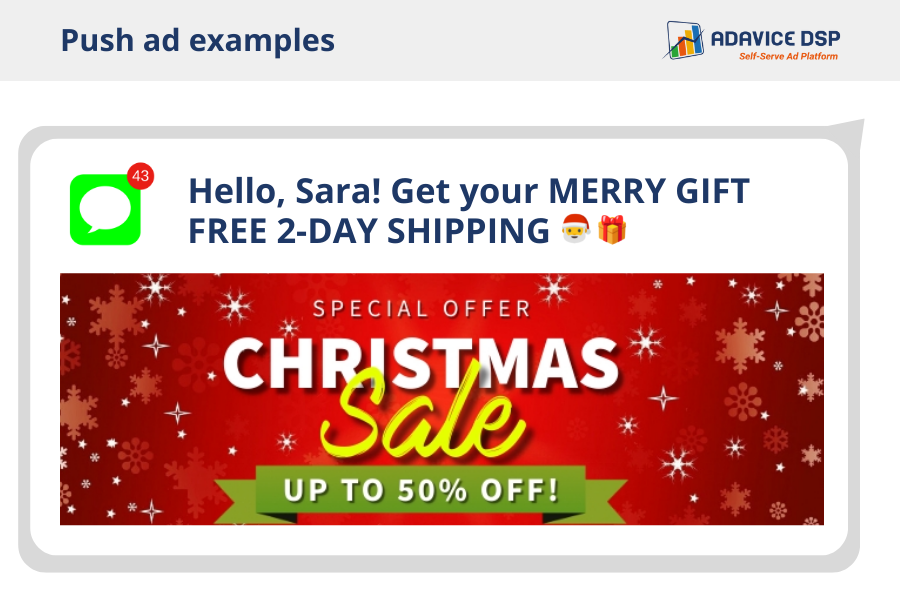 Push ad examples
ADAVICE DSP
Self-Serve Ad Platform
43
Hello, Sara! Get your MERRY GIFT
FREE 2-DAY SHIPPING 🎅🎁
SPECIAL OFFER
CHRISTMAS
Sale
UP TO 50% OFF!